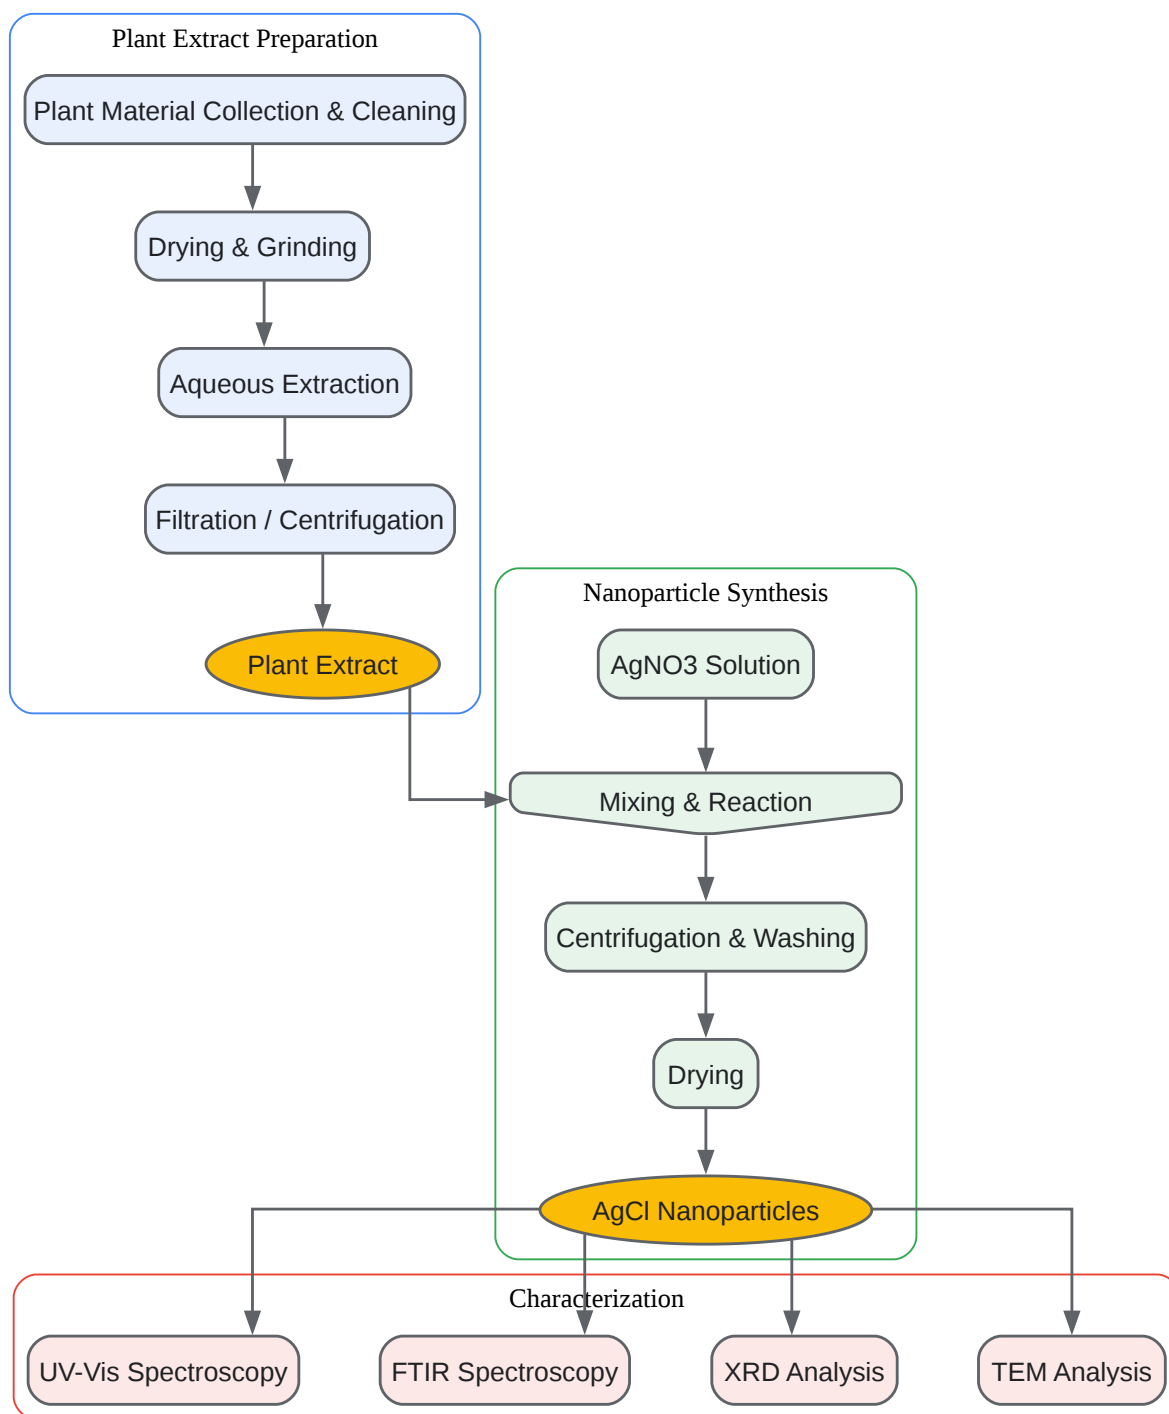 Plant Extract Preparation
Plant Material Collection & Cleaning
Drying & Grinding
Aqueous Extraction
Filtration / Centrifugation
Plant Extract
Nanoparticle Synthesis
AgNO3 Solution
Mixing & Reaction
Centrifugation & Washing
Drying
AgCl Nanoparticles
Characterization
UV-Vis Spectroscopy
FTIR Spectroscopy
XRD Analysis
TEM Analysis